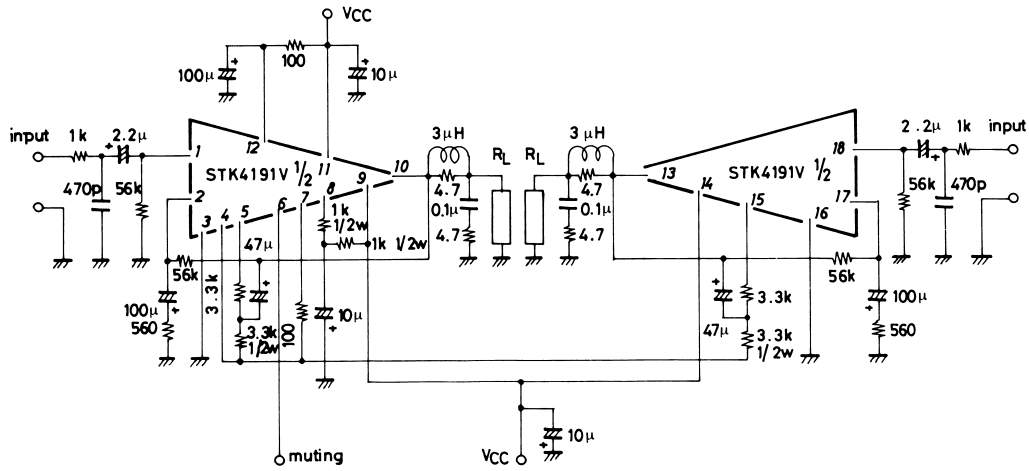 VCC
100
100μ +
+ 10μ
input
1k
2.2μ
+
1
12
11
10
STK4191V 1/2
470p
56k
2
3
4
5
6
7
8
9
3μH
4.7
0.1μ
4.7
RL
RL
3μH
4.7
0.1μ
4.7
13
14
15
16
17
18
STK4191V 1/2
2.2μ
+
1k
input
56k
470p
1k
1/2w
1k 1/2w
47μ
+
56k
3.3k
3.3k
1/2w
100
+ 10μ
100μ +
560
56k
+
47μ
3.3k
3.3k
1/2w
100μ
+
560
muting
VCC
+ 10μ